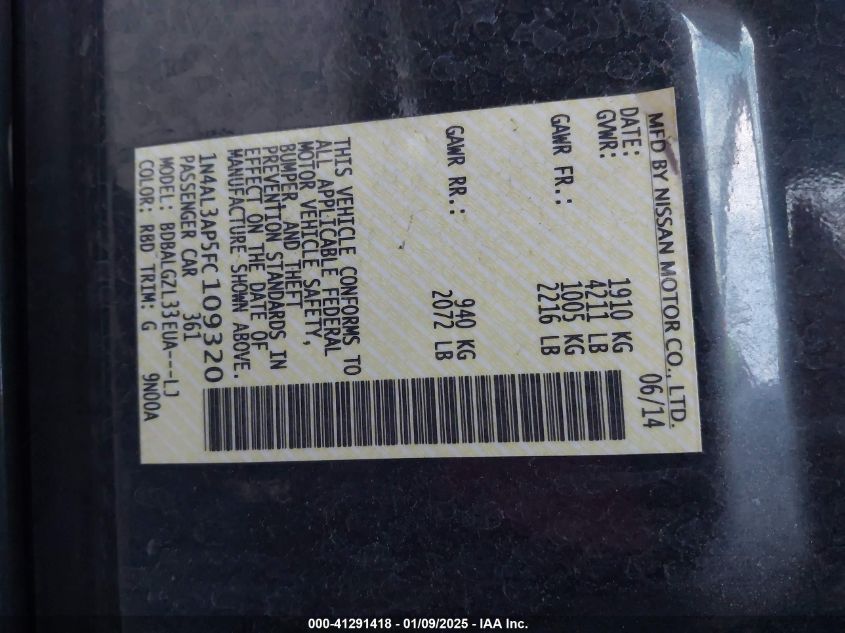 MFD BY NISSAN MOTOR CO., LTD.
DATE: 06/14
GVWR: 1910 KG
4211 LB
GAWR FR.: 1005 KG
2216 LB
GAWR RR.: 940 KG
2072 LB
THIS VEHICLE CONFORMS TO
ALL APPLICABLE FEDERAL
MOTOR VEHICLE SAFETY,
BUMPER, AND THEFT
PREVENTION STANDARDS IN
EFFECT ON THE DATE OF
MANUFACTURE SHOWN ABOVE.
1N4AL3AP5FC109320
PASSENGER CAR 361
MODEL: BDBALGZL33EUA---LJ
COLOR: RBD TRIM: G 9N00A
000-41291418 - 01/09/2025 - IAA Inc.